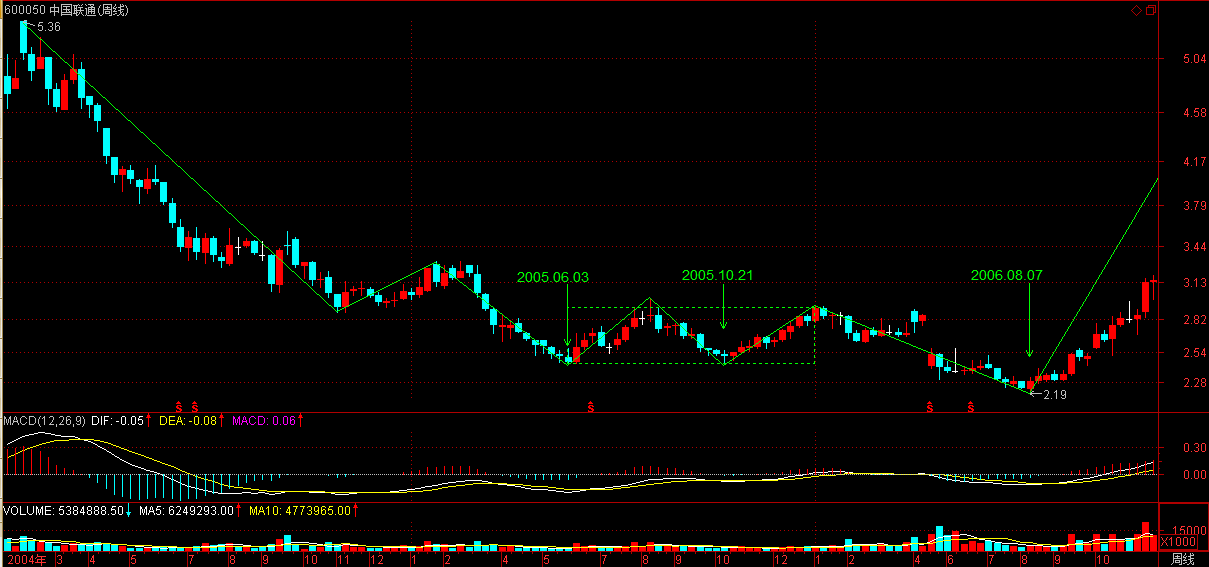 600050 中国联通(周线)
5.36
5.04
4.58
4.17
3.79
3.44
2005.06.03 2005.10.21 2006.08.07
3.13
2.82
2.54
2.28
2.19
Ŝ Ŝ Ŝ Ŝ Ŝ
MACD(12,26,9) DIF: -0.05↑ DEA: -0.08↑ MACD: 0.06↑
0.30
0.00
VOLUME: 5384888.50↓ MA5: 6249293.00↑ MA10: 4773965.00↑
15000
X1000
2004年 3 4 5 7 8 9 10 11 12 1 2 4 5 7 8 9 10 12 1 2 4 6 7 8 9 10 周线